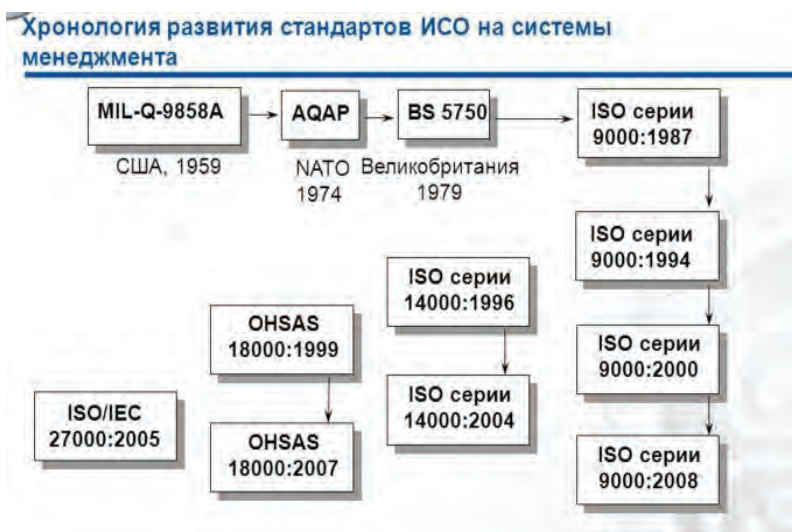 Хронология развития стандартов ИСО на системы
менеджмента
MIL-Q-9858A
AQAP
BS 5750
ISO серии
9000:1987
США, 1959
NATO
1974
Великобритания
1979
ISO серии
9000:1994
ISO серии
14000:1996
OHSAS
18000:1999
ISO серии
9000:2000
ISO/IEC
27000:2005
ISO серии
14000:2004
OHSAS
18000:2007
ISO серии
9000:2008